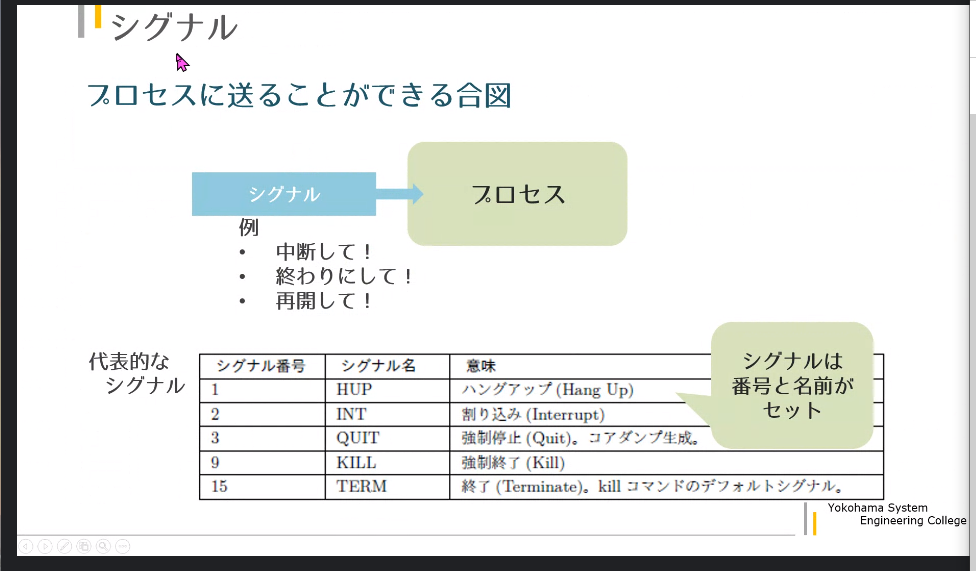 シグナル
プロセスに送ることができる合図
シグナル
プロセス
例
• 中断して！
• 終わりにして！
• 再開して！
代表的な
シグナル
シグナル番号 シグナル名 意味
1 HUP ハングアップ (Hang Up)
2 INT 割り込み (Interrupt)
3 QUIT 強制停止 (Quit)。コアダンプ生成。
9 KILL 強制終了 (Kill)
15 TERM 終了 (Terminate)。kill コマンドのデフォルトシグナル。
シグナルは
番号と名前が
セット
Yokohama System
Engineering College